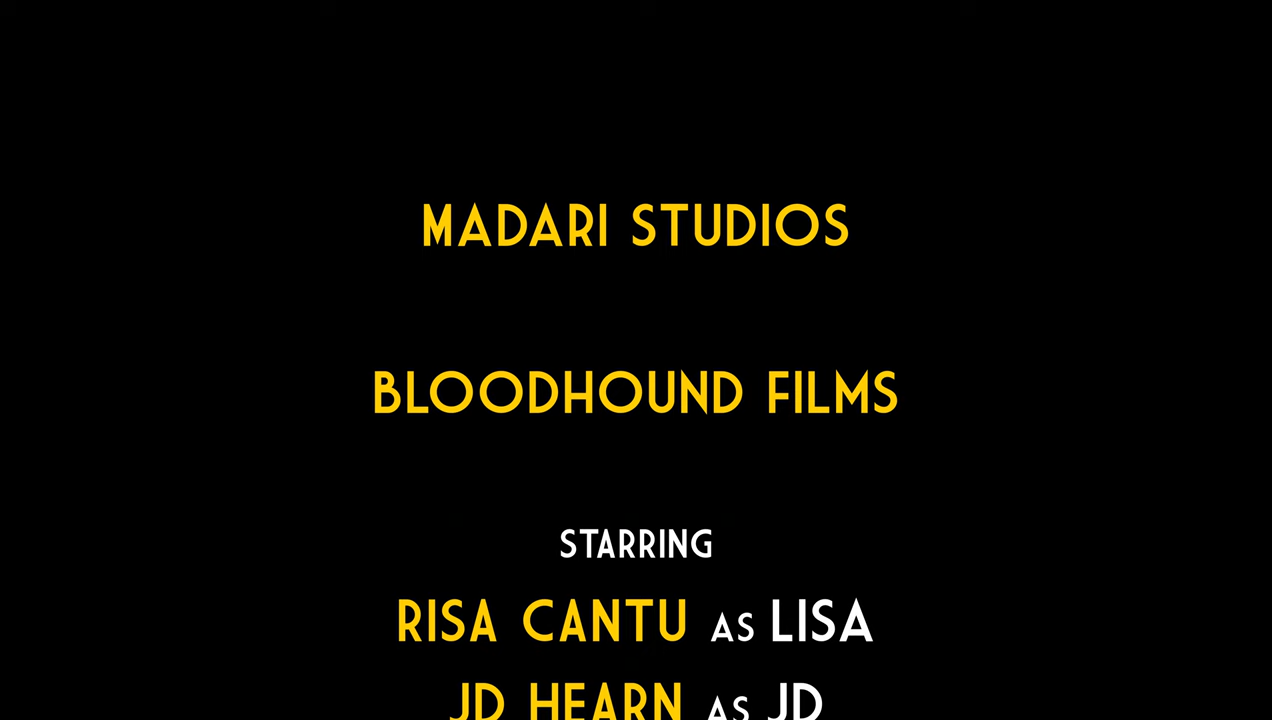 MADARI STUDIOS
BLOODHOUND FILMS
STARRING
RISA CANTU AS LISA
JD HEARN AS JD